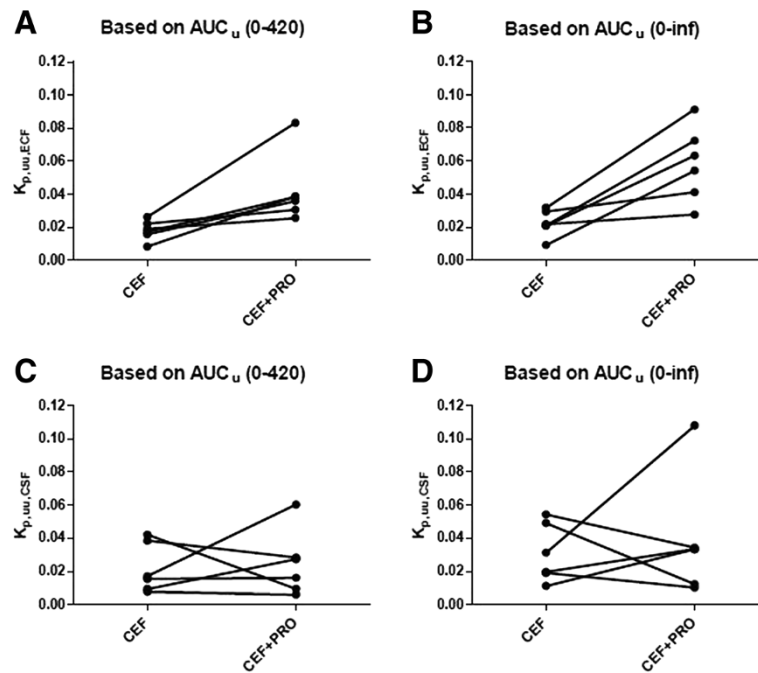 A
Based on AUC u (0-420)
0.12
0.10
0.08
0.06
0.04
0.02
0.00
Kp,uu,ECF
CEF
CEF+PRO
B
Based on AUC u (0-inf)
0.12
0.10
0.08
0.06
0.04
0.02
0.00
Kp,uu,ECF
CEF
CEF+PRO
C
Based on AUC u (0-420)
0.12
0.10
0.08
0.06
0.04
0.02
0.00
Kp,uu,CSF
CEF
CEF+PRO
D
Based on AUC u (0-inf)
0.12
0.10
0.08
0.06
0.04
0.02
0.00
Kp,uu,CSF
CEF
CEF+PRO